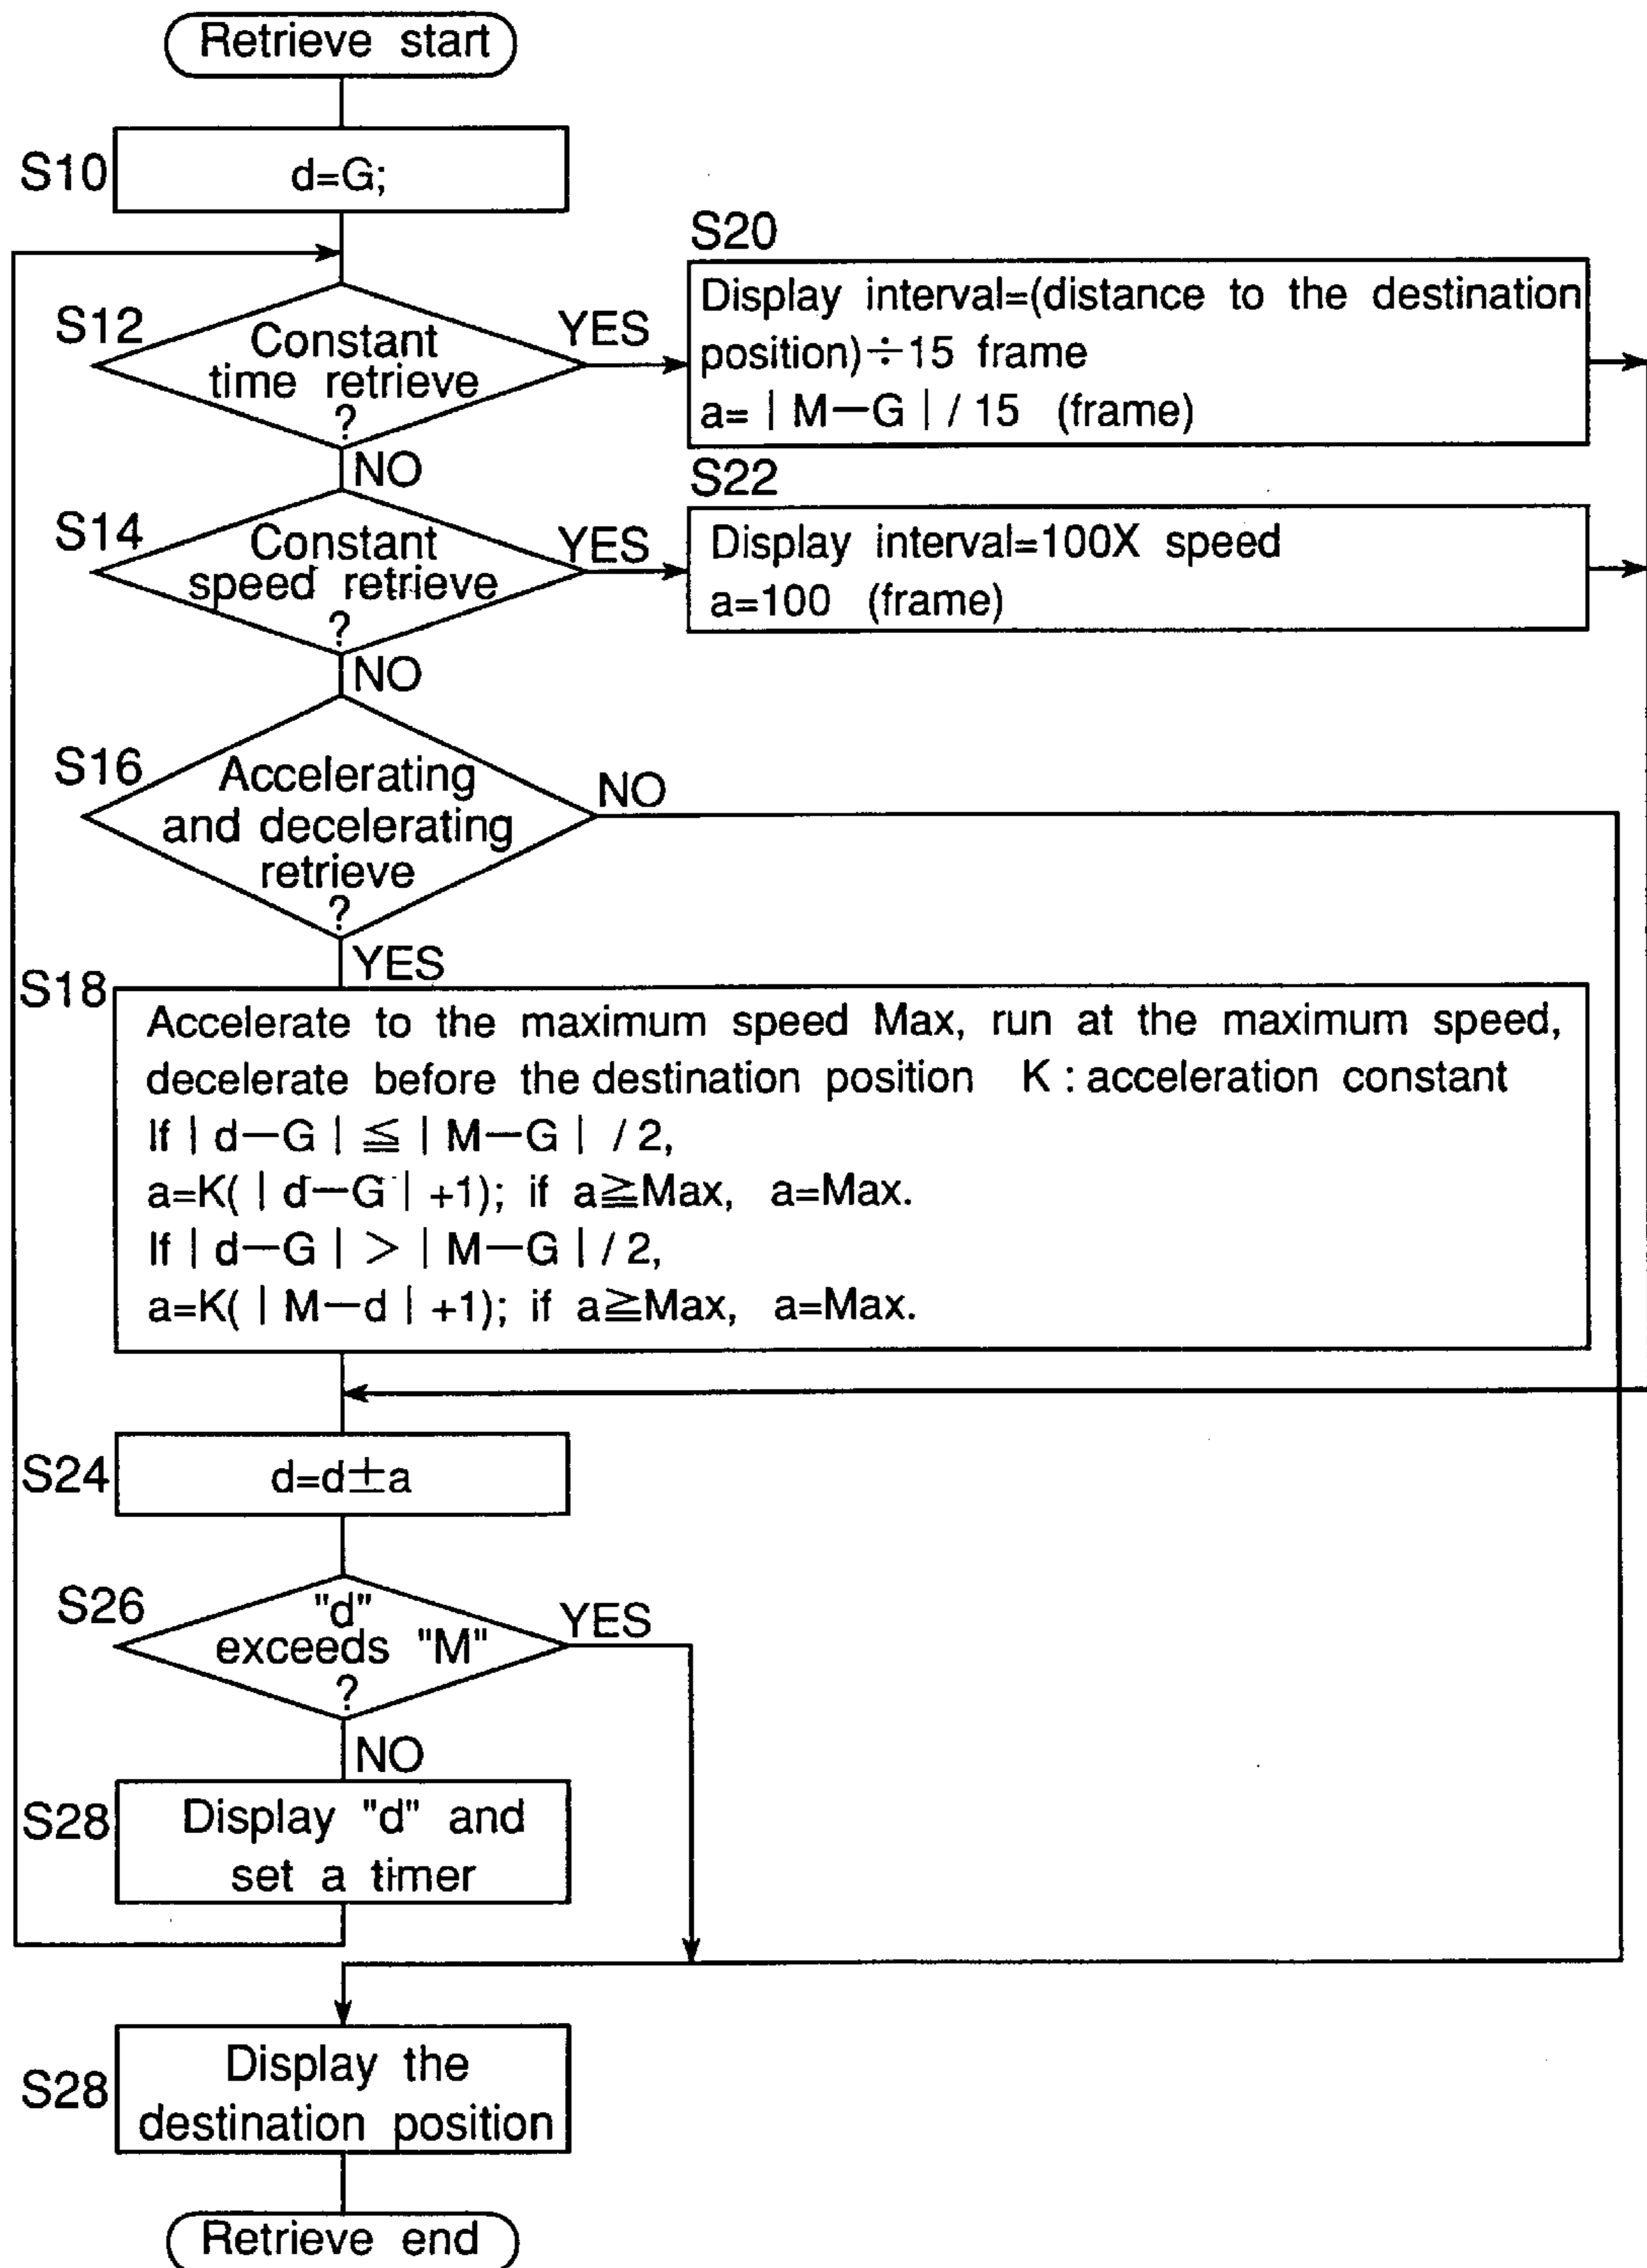 Retrieve start
S10
d=G;
S12
Constant
time retrieve
?
YES
NO
S20
Display interval=(distance to the destination
position)÷15 frame
a= | M—G | / 15 (frame)
S14
Constant
speed retrieve
?
YES
NO
S22
Display interval=100X speed
a=100 (frame)
S16
Accelerating
and decelerating
retrieve
?
NO
YES
S18
Accelerate to the maximum speed Max, run at the maximum speed,
decelerate before the destination position K : acceleration constant
If | d—G | ≦ | M—G | / 2,
a=K( | d—G | +1); if a≧Max, a=Max.
If | d—G | > | M—G | / 2,
a=K( | M—d | +1); if a≧Max, a=Max.
S24
d=d±a
S26
"d"
exceeds "M"
?
YES
NO
S28
Display "d" and
set a timer
S28
Display the
destination position
Retrieve end